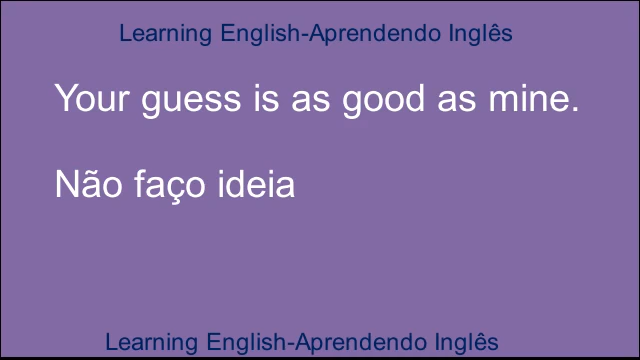 Learning English-Aprendendo Inglês
Your guess is as good as mine.
Não faço ideia
Learning English-Aprendendo Inglês